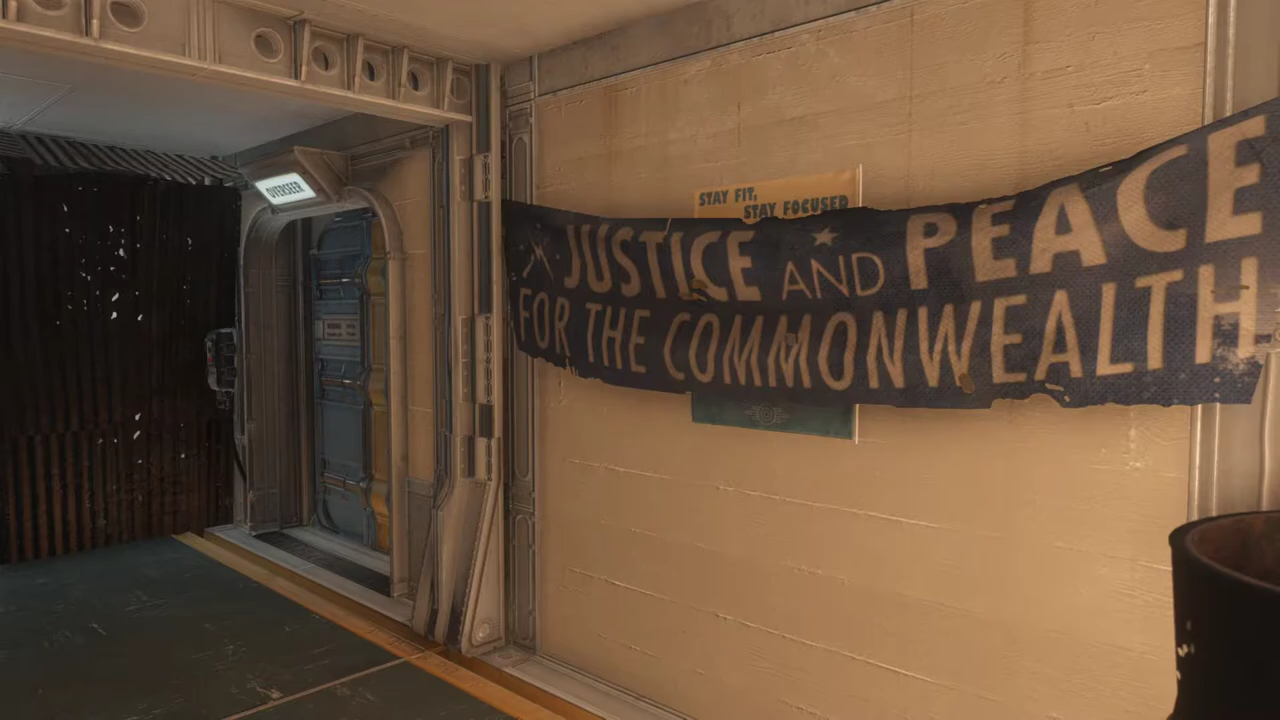 OVERSEER
STAY FIT,
STAY FOCUSED
JUSTICE AND PEACE
FOR THE COMMONWEALTH